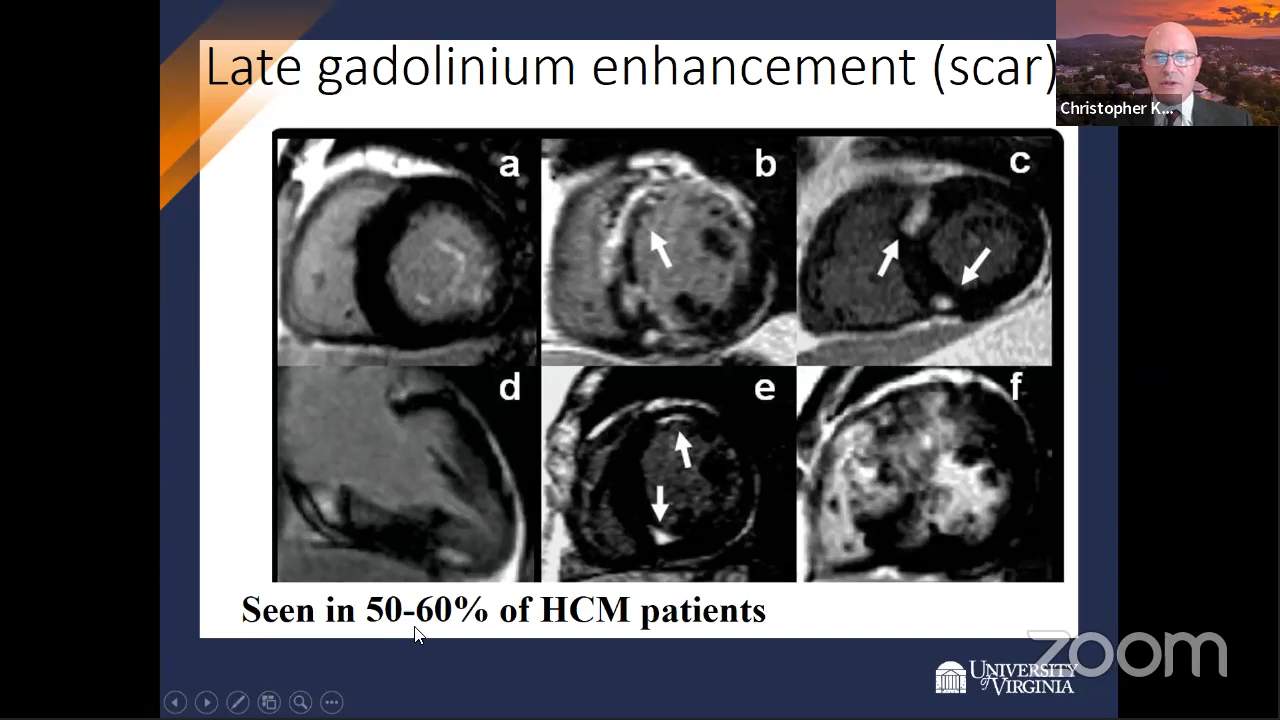 Late gadolinium enhancement (scar)
Christopher K...
a
b
c
d
e
f
Seen in 50-60% of HCM patients
zoom
UNIVERSITY
of VIRGINIA